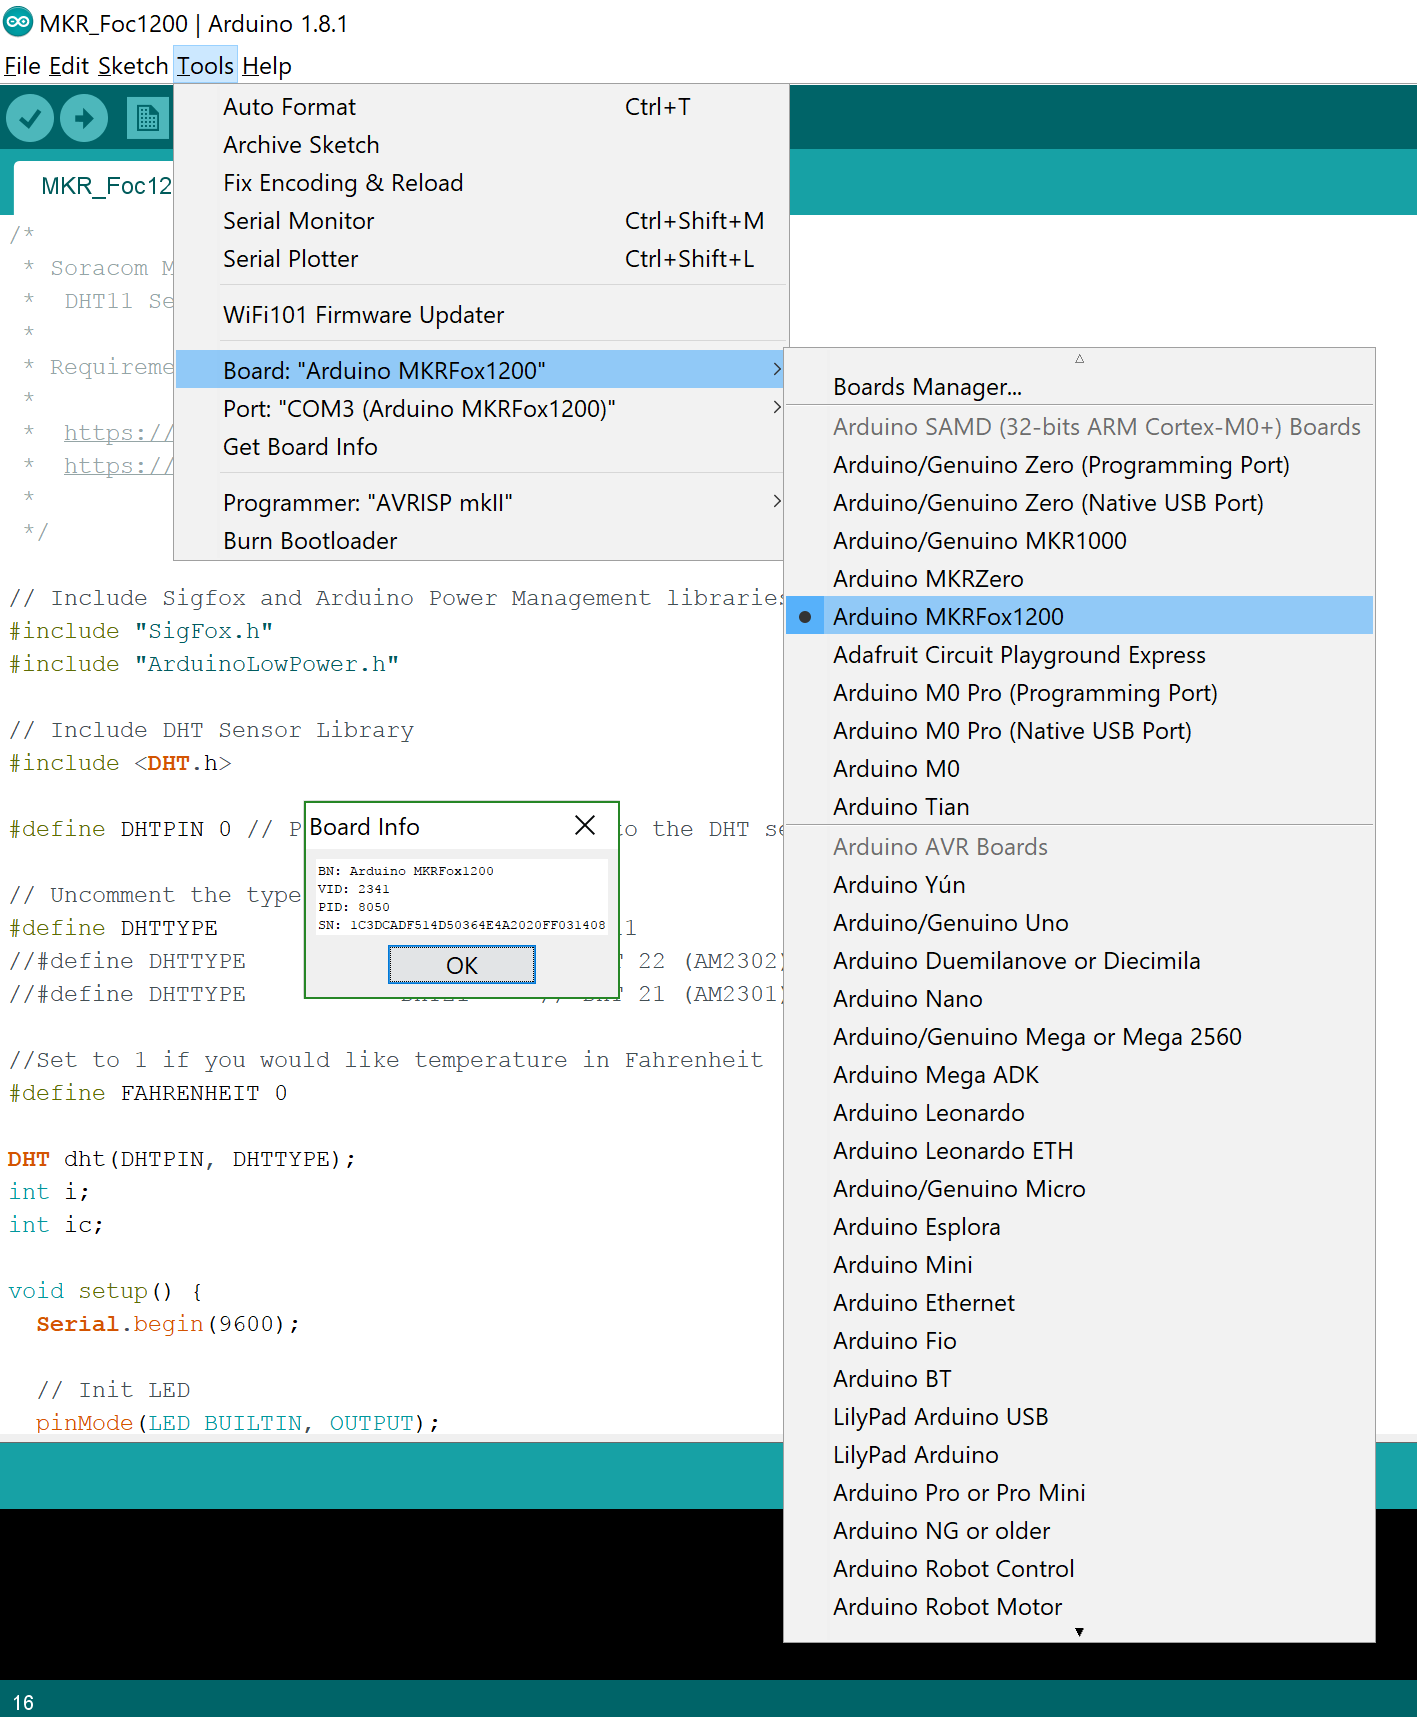 MKR_Foc1200 | Arduino 1.8.1
File Edit Sketch Tools Help
Auto Format Ctrl+T
Archive Sketch
Fix Encoding & Reload
Serial Monitor Ctrl+Shift+M
Serial Plotter Ctrl+Shift+L
WiFi101 Firmware Updater
Board: "Arduino MKRFox1200"
Port: "COM3 (Arduino MKRFox1200)"
Get Board Info
Programmer: "AVRISP mkII"
Burn Bootloader
Boards Manager...
Arduino SAMD (32-bits ARM Cortex-M0+) Boards
Arduino/Genuino Zero (Programming Port)
Arduino/Genuino Zero (Native USB Port)
Arduino/Genuino MKR1000
Arduino MKRZero
Arduino MKRFox1200
Adafruit Circuit Playground Express
Arduino M0 Pro (Programming Port)
Arduino M0 Pro (Native USB Port)
Arduino M0
Arduino Tian
Arduino AVR Boards
Arduino Yún
Arduino/Genuino Uno
Arduino Duemilanove or Diecimila
Arduino Nano
Arduino/Genuino Mega or Mega 2560
Arduino Mega ADK
Arduino Leonardo
Arduino Leonardo ETH
Arduino/Genuino Micro
Arduino Esplora
Arduino Mini
Arduino Ethernet
Arduino Fio
Arduino BT
LilyPad Arduino USB
LilyPad Arduino
Arduino Pro or Pro Mini
Arduino NG or older
Arduino Robot Control
Arduino Robot Motor
MKR_Foc12
/*
* Soracom M
* DHT11 Se
*
* Requireme
*
* https://
* https://
*
*/
// Include Sigfox and Arduino Power Management libraries
#include "SigFox.h"
#include "ArduinoLowPower.h"
// Include DHT Sensor Library
#include <DHT.h>
#define DHTPIN 0 // P to the DHT se
// Uncomment the type
#define DHTTYPE 11
//#define DHTTYPE 22 (AM2302)
//#define DHTTYPE 21 (AM2301)
Board Info
BN: Arduino MKRFox1200
VID: 2341
PID: 8050
SN: 1C3DCADF514D50364E4A2020FF031408
OK
//Set to 1 if you would like temperature in Fahrenheit
#define FAHRENHEIT 0
DHT dht(DHTPIN, DHTTYPE);
int i;
int ic;
void setup() {
Serial.begin(9600);
// Init LED
pinMode(LED_BUILTIN, OUTPUT);
16